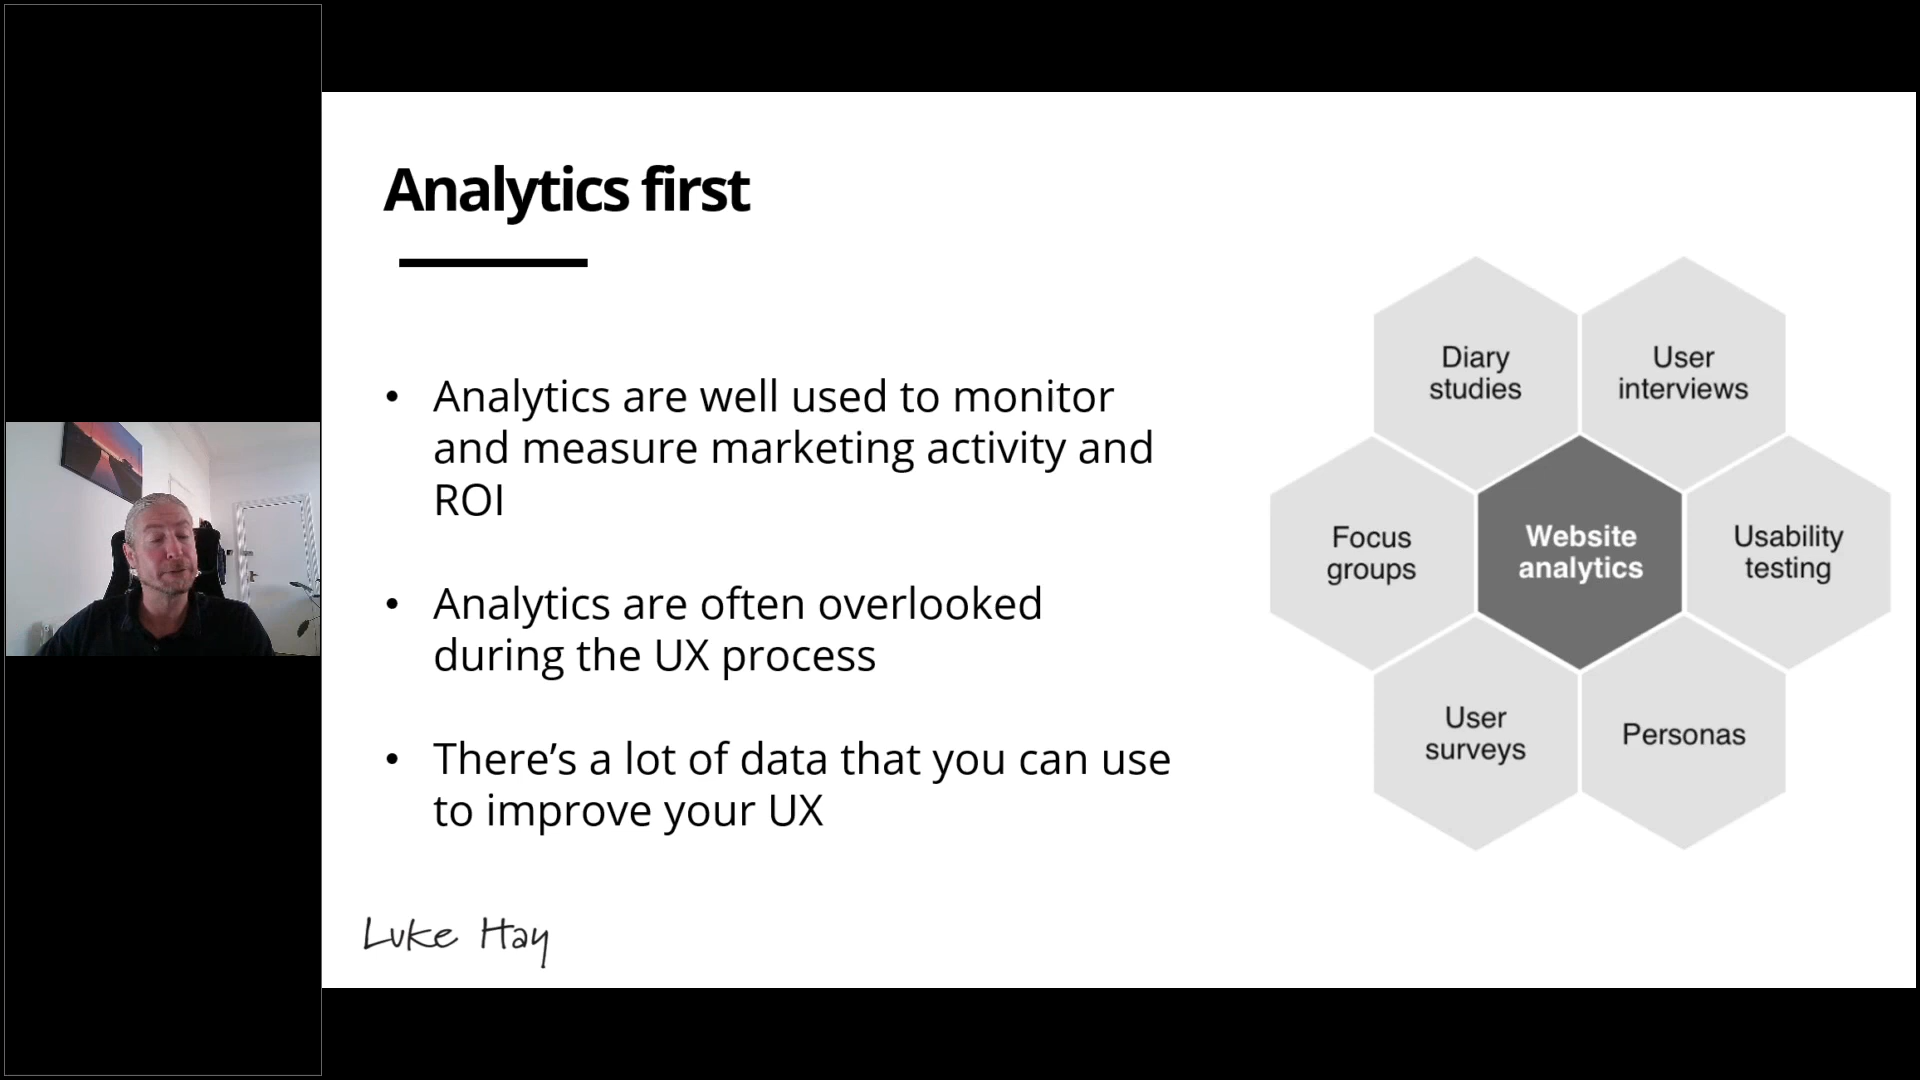 Analytics first
• Analytics are well used to monitor
and measure marketing activity and
ROI
• Analytics are often overlooked
during the UX process
• There’s a lot of data that you can use
to improve your UX
Diary
studies
User
interviews
Focus
groups
Website
analytics
Usability
testing
User
surveys
Personas
Luke Hay